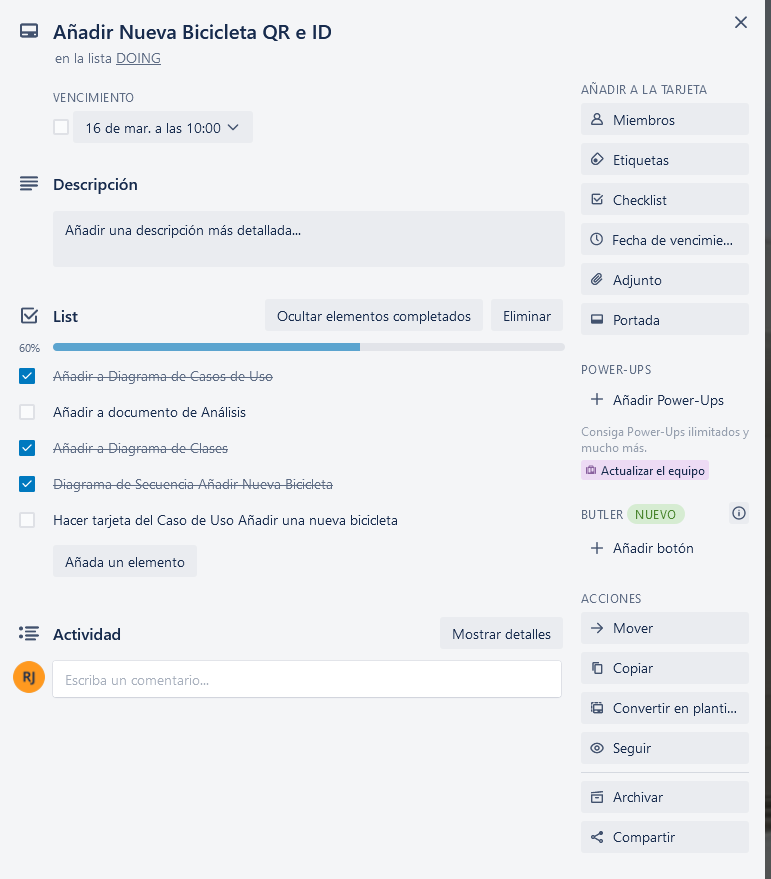 Añadir Nueva Bicicleta QR e ID
en la lista DOING
VENCIMIENTO
16 de mar. a las 10:00
Descripción
Añadir una descripción más detallada...
List
Ocultar elementos completados
Eliminar
60%
Añadir a Diagrama de Casos de Uso
Añadir a documento de Análisis
Añadir a Diagrama de Clases
Diagrama de Secuencia Añadir Nueva Bicicleta
Hacer tarjeta del Caso de Uso Añadir una nueva bicicleta
Añada un elemento
Actividad
Mostrar detalles
RJ
Escriba un comentario...
AÑADIR A LA TARJETA
Miembros
Etiquetas
Checklist
Fecha de vencimie...
Adjunto
Portada
POWER-UPS
Añadir Power-Ups
Consiga Power-Ups ilimitados y
mucho más.
Actualizar el equipo
BUTLER NUEVO
Añadir botón
ACCIONES
Mover
Copiar
Convertir en planti...
Seguir
Archivar
Compartir